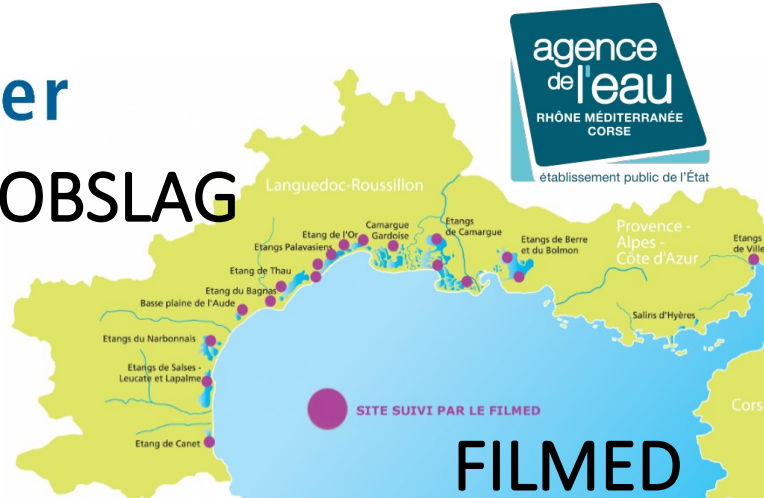 er
agence
de l'eau
RHÔNE MÉDITERRANÉE
CORSE
établissement public de l'État
OBSLAG
Languedoc-Roussillon
Provence -
Alpes -
Côte d'Azur
Etangs
de Ville
Etang de l'Or
Camargue
Gardoise
Etangs
de Camargue
Etangs de Berre
et du Bolmon
Etangs Palavasiens
Etang de Thau
Etang du Bagnas
Basse plaine de l'Aude
Salins d'Hyères
Etangs du Narbonnais
Etangs de Salses -
Leucate et Lapalme
Etang de Canet
SITE SUIVI PAR LE FILMED
Cors
FILMED